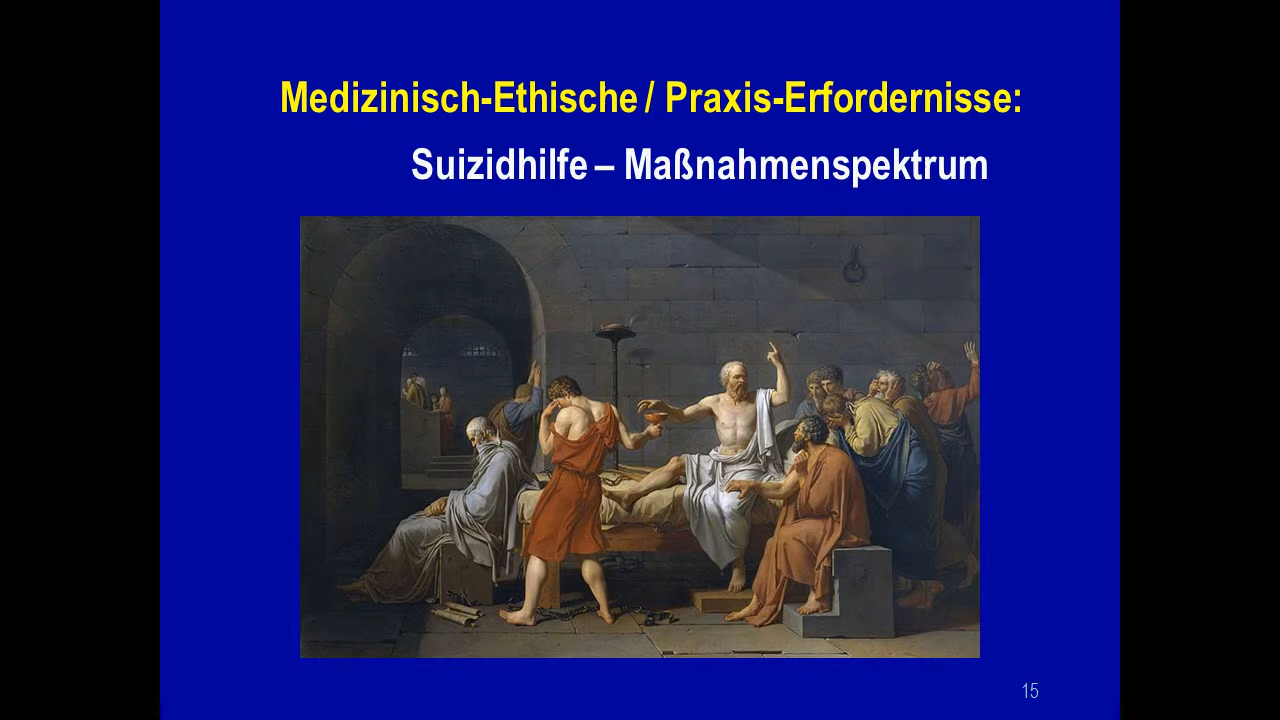 Medizinisch-Ethische / Praxis-Erfordernisse:
Suizidhilfe – Maßnahmenspektrum
15